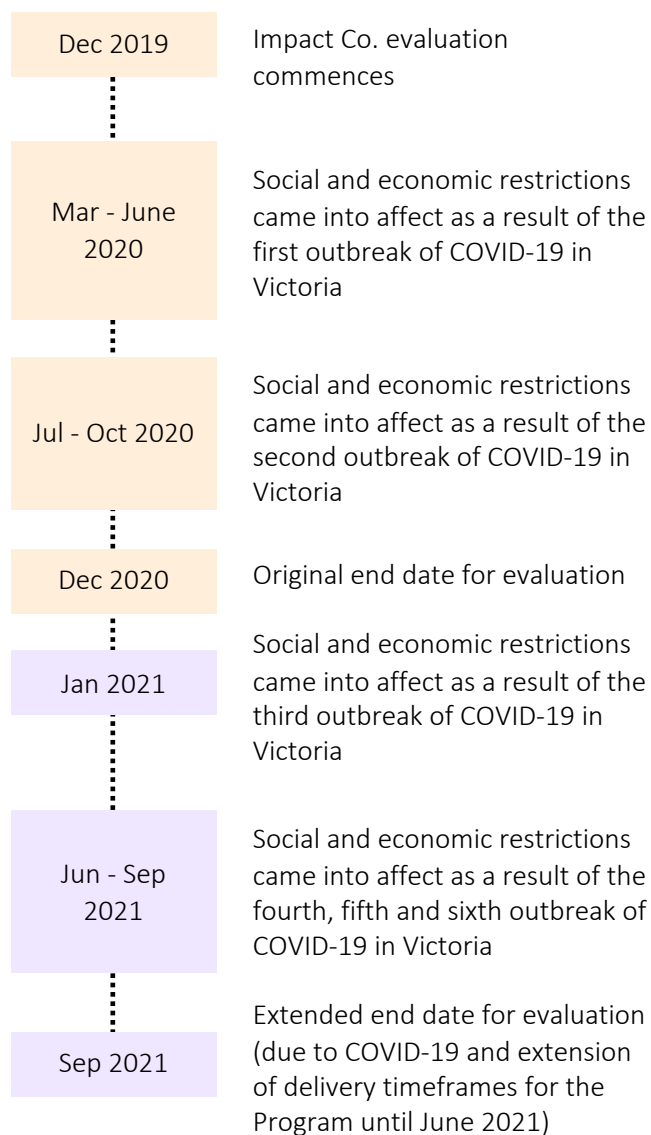 Dec 2019
Impact Co. evaluation
commences
Mar - June
2020
Social and economic restrictions
came into affect as a result of the
first outbreak of COVID-19 in
Victoria
Jul - Oct 2020
Social and economic restrictions
came into affect as a result of the
second outbreak of COVID-19 in
Victoria
Dec 2020
Original end date for evaluation
Jan 2021
Social and economic restrictions
came into affect as a result of the
third outbreak of COVID-19 in
Victoria
Jun - Sep
2021
Social and economic restrictions
came into affect as a result of the
fourth, fifth and sixth outbreak of
COVID-19 in Victoria
Sep 2021
Extended end date for evaluation
(due to COVID-19 and extension
of delivery timeframes for the
Program until June 2021)